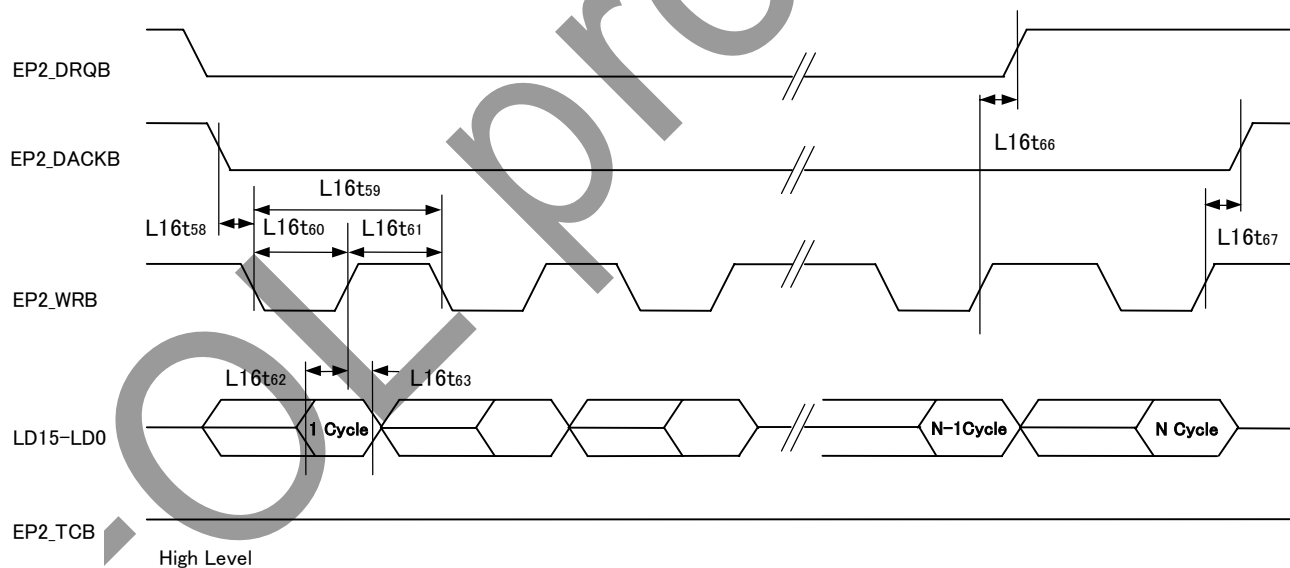 EP2_DRQB
L16t66
EP2_DACKB
L16t59
L16t58
L16t60
L16t61
L16t67
EP2_WRB
L16t62
L16t63
LD15-LD0
1 Cycle
N-1Cycle
N Cycle
EP2_TCB
High Level